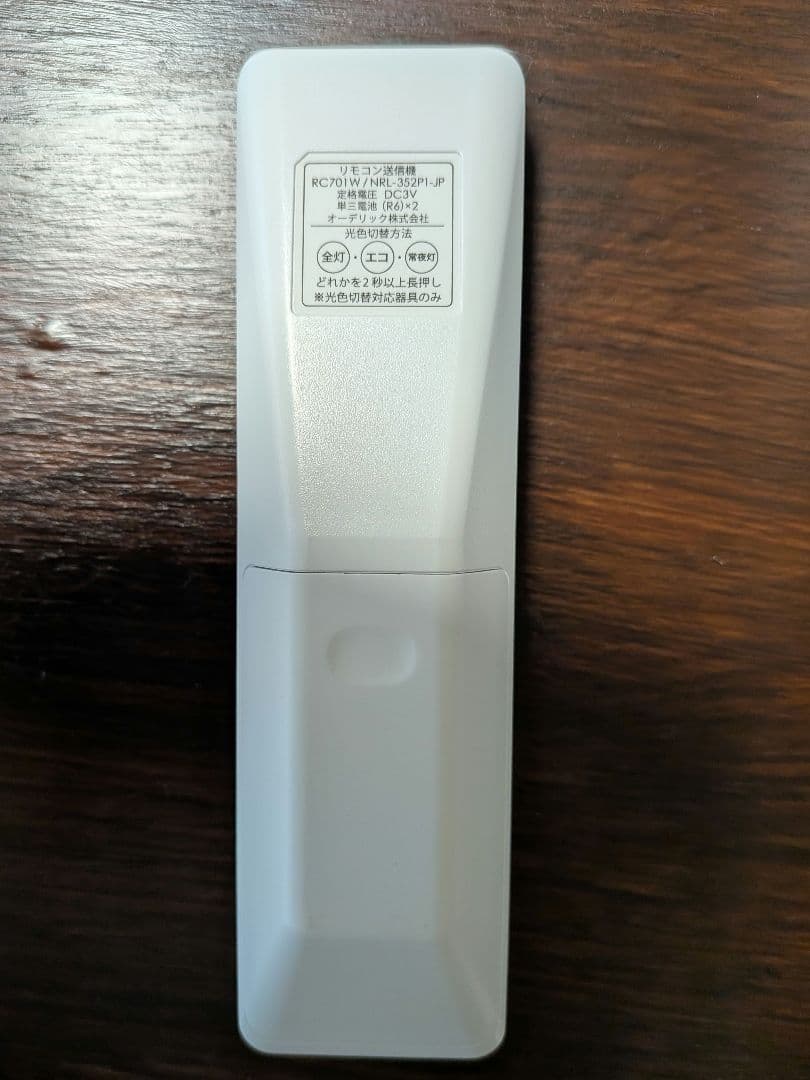 リモコン送信機
RC701W/NRL-352P1-JP
定格電圧 DC3V
単三電池 (R6)×2
オーデリック株式会社
光色切替方法
全灯・エコ・常夜灯
どれかを2秒以上長押し
※光色切替対応器具のみ